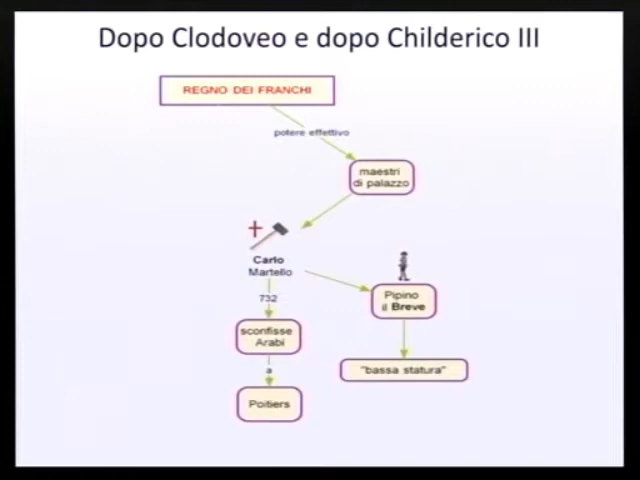 Dopo Clodoveo e dopo Childerico III
REGNO DEI FRANCHI
potere effettivo
maestri
di palazzo
Carlo
Martello
732
Pipino
il Breve
sconfisse
Arabi
"bassa statura"
a
Poitiers